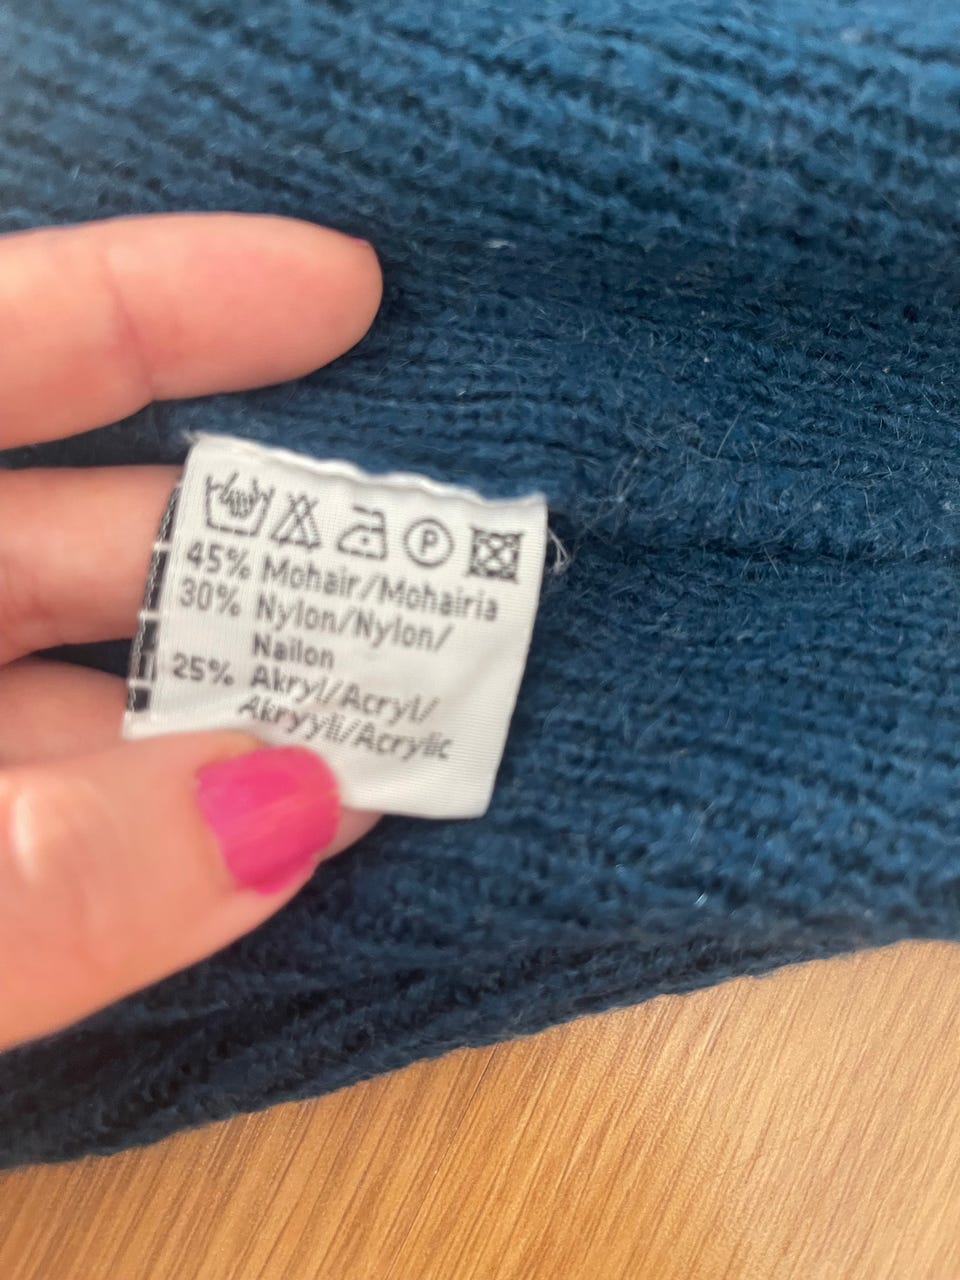 P
45% Mohair/Mohairia
30% Nylon/Nylon/
Nailon
25% Akryl/Acryl/
Akryyli/Acrylic